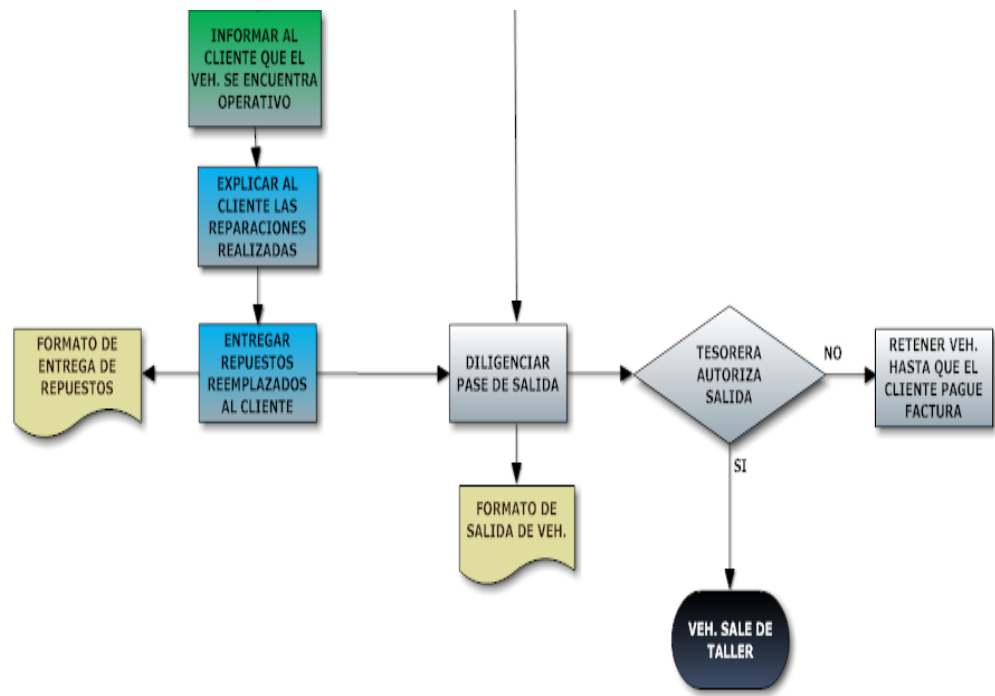 INFORMAR AL
CLIENTE QUE EL
VEH. SE ENCUENTRA
OPERATIVO
EXPLICAR AL
CLIENTE LAS
REPARACIONES
REALIZADAS
FORMATO DE
ENTREGA DE
REPUESTOS
ENTREGAR
REPUESTOS
REEMPLAZADOS
AL CLIENTE
DILIGENCIAR
PASE DE SALIDA
TESORERA
AUTORIZA
SALIDA
NO
RETENER VEH.
HASTA QUE EL
CLIENTE PAGUE
FACTURA
SI
FORMATO DE
SALIDA DE VEH.
VEH. SALE DE
TALLER